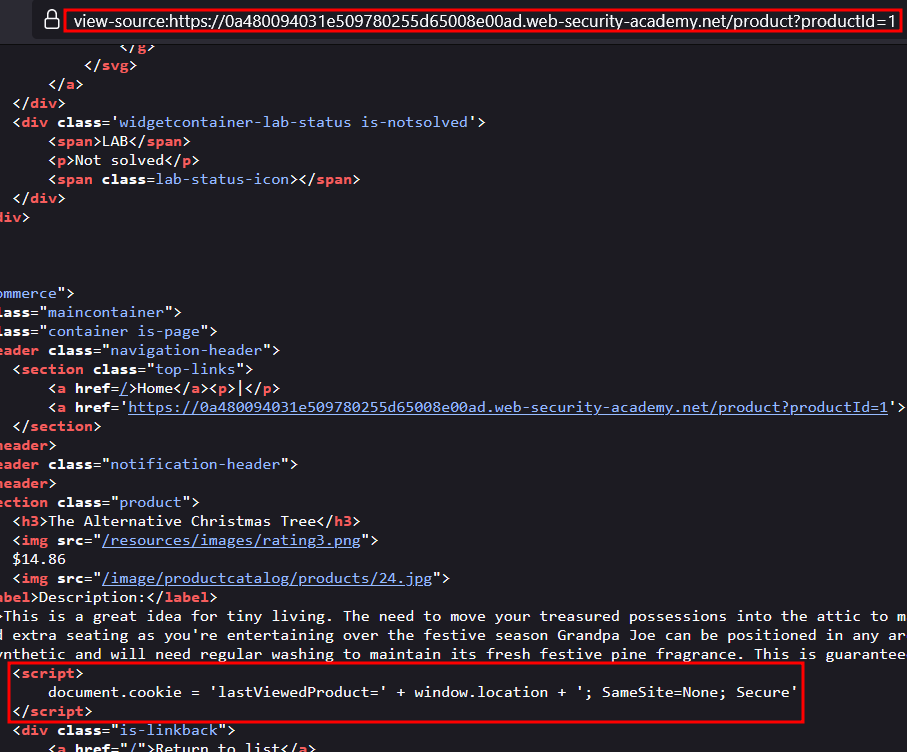 view-source:https://0a480094031e509780255d65008e00ad.web-security-academy.net/product?productId=1
</g>
</svg>
</a>
</div>
<div class='widgetcontainer-lab-status is-notsolved'>
<span>LAB</span>
<p>Not solved</p>
<span class=lab-status-icon></span>
</div>
div>
ommerce">
lass="maincontainer">
lass="container is-page">
eader class="navigation-header">
<section class="top-links">
<a href=/>Home</a><p>|</p>
<a href='https://0a480094031e509780255d65008e00ad.web-security-academy.net/product?productId=1'>
</section>
header>
eader class="notification-header">
header>
ection class="product">
<h3>The Alternative Christmas Tree</h3>
<img src="/resources/images/rating3.png">
$14.86
<img src="/image/productcatalog/products/24.jpg">
abel>Description:</label>
>This is a great idea for tiny living. The need to move your treasured possessions into the attic to m
d extra seating as you're entertaining over the festive season Grandpa Joe can be positioned in any ar
ynthetic and will need regular washing to maintain its fresh festive pine fragrance. This is guarantee
<script>
document.cookie = 'lastViewedProduct=' + window.location + '; SameSite=None; Secure'
</script>
<div class="is-linkback">
<a href="/">Return to list</a>